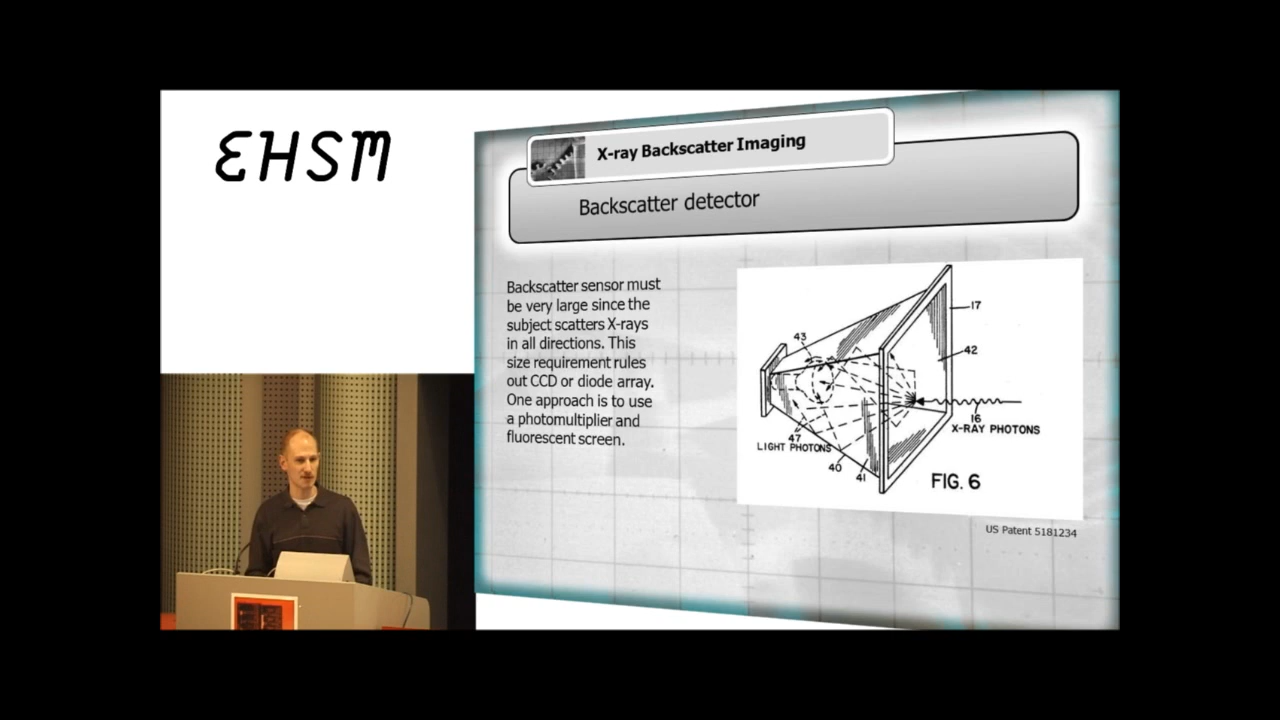 EHSM
X-ray Backscatter Imaging
Backscatter detector
Backscatter sensor must
be very large since the
subject scatters X-rays
in all directions. This
size requirement rules
out CCD or diode array.
One approach is to use
a photomultiplier and
fluorescent screen.
43
17
42
16
X-RAY PHOTONS
47
LIGHT PHOTONS
40
41
FIG. 6
US Patent 5181234